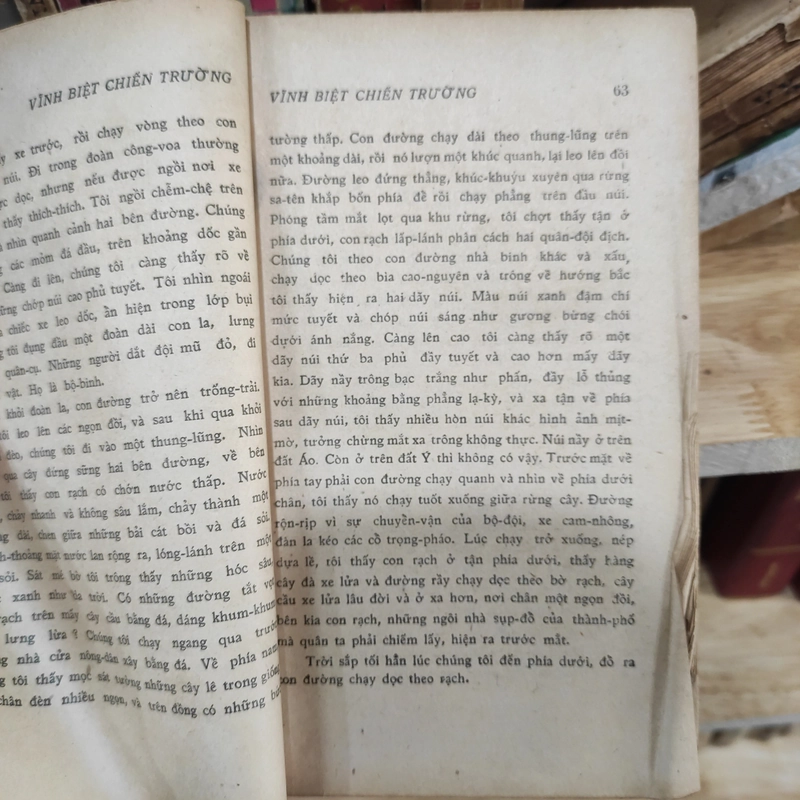 VĨNH BIỆT CHIẾN TRƯỜNG
xe trước, rồi chạy vòng theo con
núi. Đi trong đoàn công-voa thường
dọc, nhưng nếu được ngồi nơi xe
thấy thích-thích. Tôi ngồi chễm-chệ trên
nhìn quanh cảnh hai bên đường. Chúng
các mỏm đá đầu, trên khoảng dốc gần
Càng đi lên, chúng tôi càng thấy rõ về
chớp núi cao phủ tuyết. Tôi nhìn ngoái
chiếc xe leo dốc, ẩn hiện trong lớp bụi
tôi đụng đầu một đoàn dài con la, lưng
quân-cụ. Những người dắt đội mũ đỏ, đi
vật. Họ là bộ-binh.
khỏi đoàn la, con đường trở nên trống-trải.
leo lên các ngọn đồi, và sau khi qua khỏi
đèo, chúng tôi đi vào một thung-lũng. Nhìn
qua cây đứng sững hai bên đường, về bên
tôi thấy con rạch có chớn nước thấp. Nước
chảy nhanh và không sâu lắm, chảy thành một
dài, chen giữa những bãi cát bồi và đá sỏi.
mặt nước lan rộng ra, lóng-lánh trên một
sỏi. Sát mé bờ tôi trông thấy những hóc sâu
xanh như da trời. Có những đường tắt vọt
rạch trên mấy cây cầu bằng đá, dáng khum-khum
lưng lừa ? Chúng tôi chạy ngang qua trước
nhà cửa nông-dân xây bằng đá. Về phía nam
tôi thấy mọc sát tường những cây lê trong giống
chân đèn nhiều ngọn, và trên đồng có những bức
VĨNH BIỆT CHIẾN TRƯỜNG 63
tường thấp. Con đường chạy dài theo thung-lũng trên
một khoảng dài, rồi nó lượn một khúc quanh, lại leo lên đồi
nữa. Đường leo đứng thẳng, khúc-khuỷu xuyên qua rừng
sa-tên khắp bốn phía để rồi chạy phẳng trên đầu núi.
Phóng tầm mắt lọt qua khu rừng, tôi chợt thấy tận ở
phía dưới, con rạch lấp-lánh phân cách hai quân-đội địch.
Chúng tôi theo con đường nhà binh khác và xấu,
chạy dọc theo bìa cao-nguyên và trông về hướng bắc
tôi thấy hiện ra hai dãy núi. Màu núi xanh đậm chí
mức tuyết và chóp núi sáng như gương bừng chói
dưới ánh nắng. Càng lên cao tôi càng thấy rõ một
dãy núi thứ ba phủ đầy tuyết và cao hơn mấy dãy
kia. Dãy này trông bạc trắng như phấn, đầy lỗ thủng
với những khoảng bằng phẳng lạ-kỳ, và xa tận về phía
sau dãy núi, tôi thấy nhiều hòn núi khác hình ảnh mịt-
mờ, tưởng chừng mắt xa trông không thực. Núi nầy ở trên
đất Áo. Còn ở trên đất Ý thì không có vậy. Trước mặt về
phía tay phải con đường chạy quanh và nhìn về phía dưới
chân, tôi thấy nó chạy tuốt xuống giữa rừng cây. Đường
rộn-rịp vì sự chuyển-vận của bộ-đội, xe cam-nhông,
đàn la kéo các cỗ trọng-pháo. Lúc chạy trở xuống, nép
dựa lề, tôi thấy con rạch ở tận phía dưới, thấy hàng
cây đà xe lửa và đường rầy chạy dọc theo bờ rạch, cây
cầu xe lửa lâu đời và ở xa hơn, nơi chân một ngọn đồi,
bên kia con rạch, những ngôi nhà sụp-đổ của thành-phố
mà quân ta phải chiếm lấy, hiện ra trước mắt.
Trời sắp tối hẳn lúc chúng tôi đến phía dưới, đổ ra
con đường chạy dọc theo rạch.